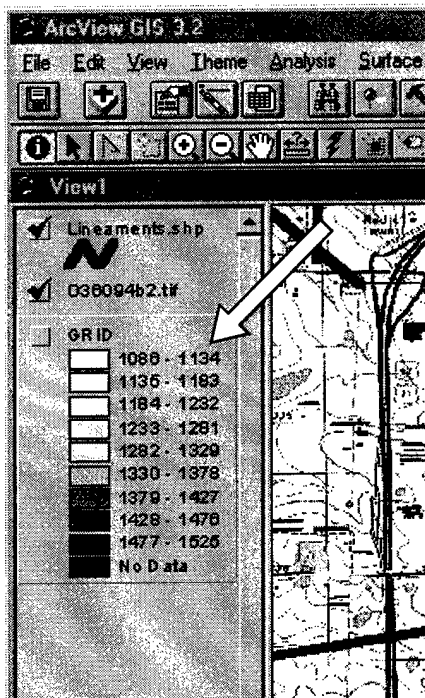 ArcView GIS 3.2
File Edit View Theme Analysis Surface
View1
Lineaments.shp
036094b2.tif
GRID
1086 - 1134
1135 - 1183
1184 - 1232
1233 - 1281
1282 - 1329
1330 - 1378
1379 - 1427
1428 - 1476
1477 - 1525
No Data